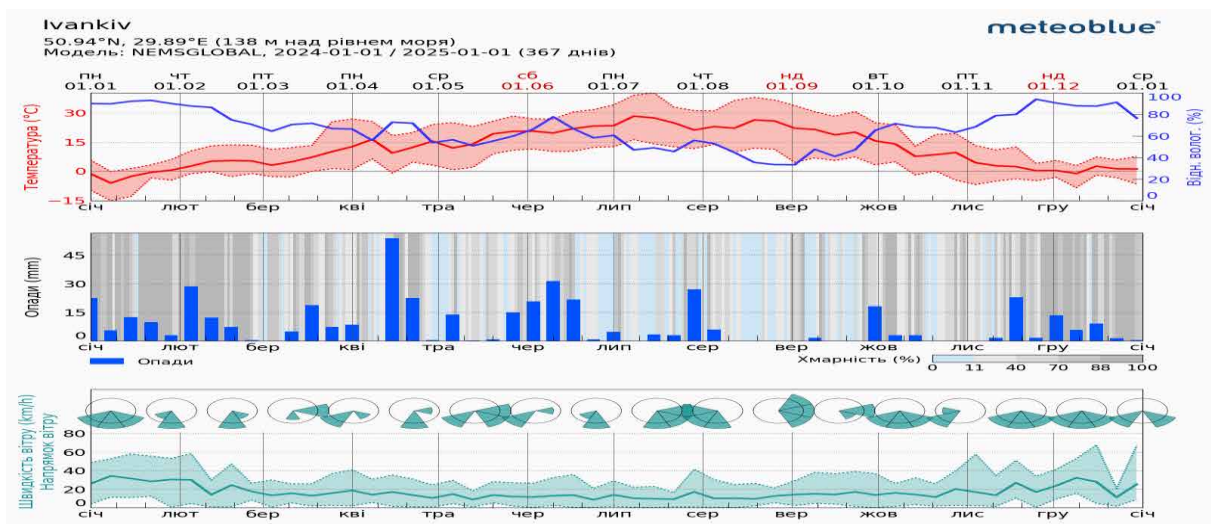 Ivankiv
meteoblue
50.94°N, 29.89°E (138 м над рівнем моря)
Модель: NEMSGLOBAL, 2024-01-01 / 2025-01-01 (367 днів)
пн чт пт пн ср сб пн чт нд вт пт нд ср
01.01 01.02 01.03 01.04 01.05 01.06 01.07 01.08 01.09 01.10 01.11 01.12 01.01
Температура (°C)
30
15
0
−15
100
80
60
40
20
0
Відн. волог. (%)
січ лют бер кві тра чер лип сер вер жов лис гру січ
Опади (mm)
45
30
15
0
січ лют бер кві тра чер лип сер вер жов лис гру січ
Опади
Хмарність (%)
0 11 40 70 88 100
Швидкість вітру (km/h)
Напрямок вітру
80
60
40
20
0
січ лют бер кві тра чер лип сер вер жов лис гру січ